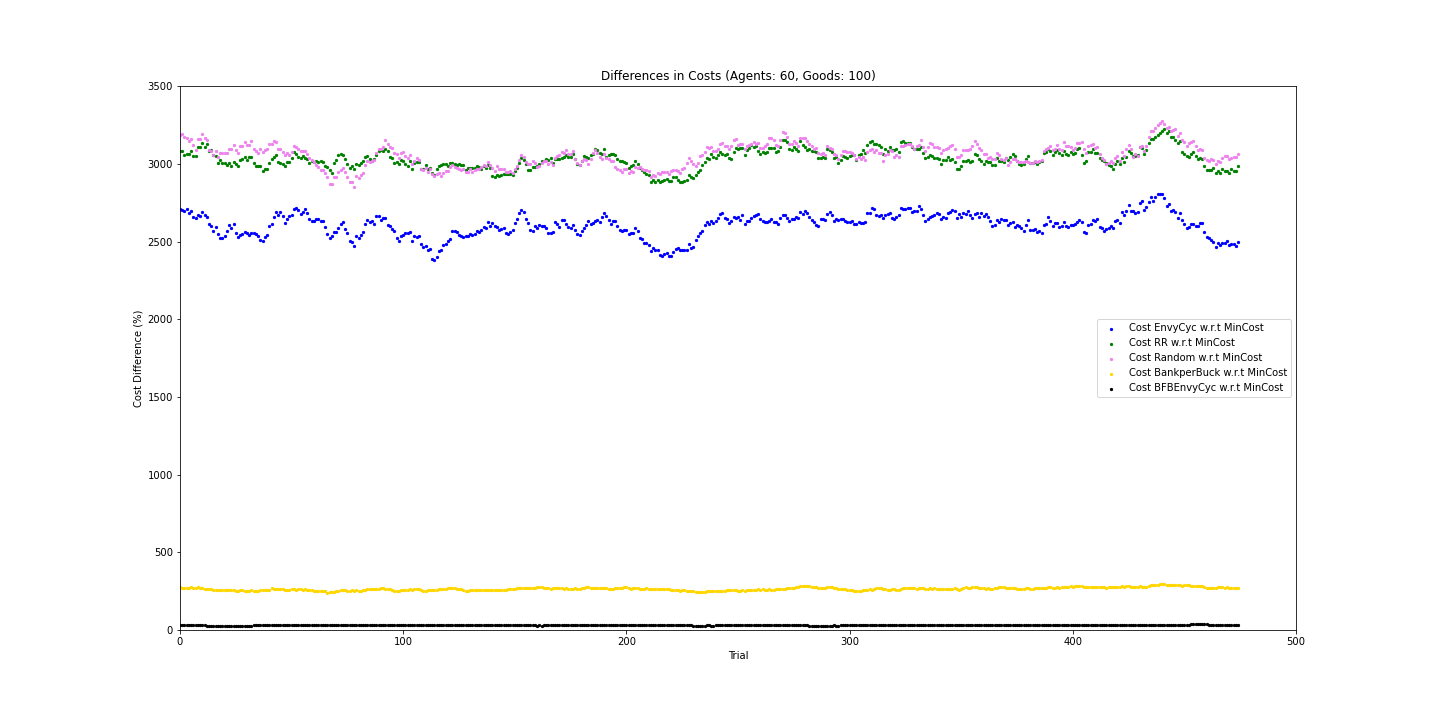 Differences in Costs (Agents: 60, Goods: 100)
3500
3000
2500
2000
1500
1000
500
0
Cost Difference (%)
Cost EnvyCyc w.r.t MinCost
Cost RR w.r.t MinCost
Cost Random w.r.t MinCost
Cost BankperBuck w.r.t MinCost
Cost BFBEnvyCyc w.r.t MinCost
0 100 200 300 400 500
Trial